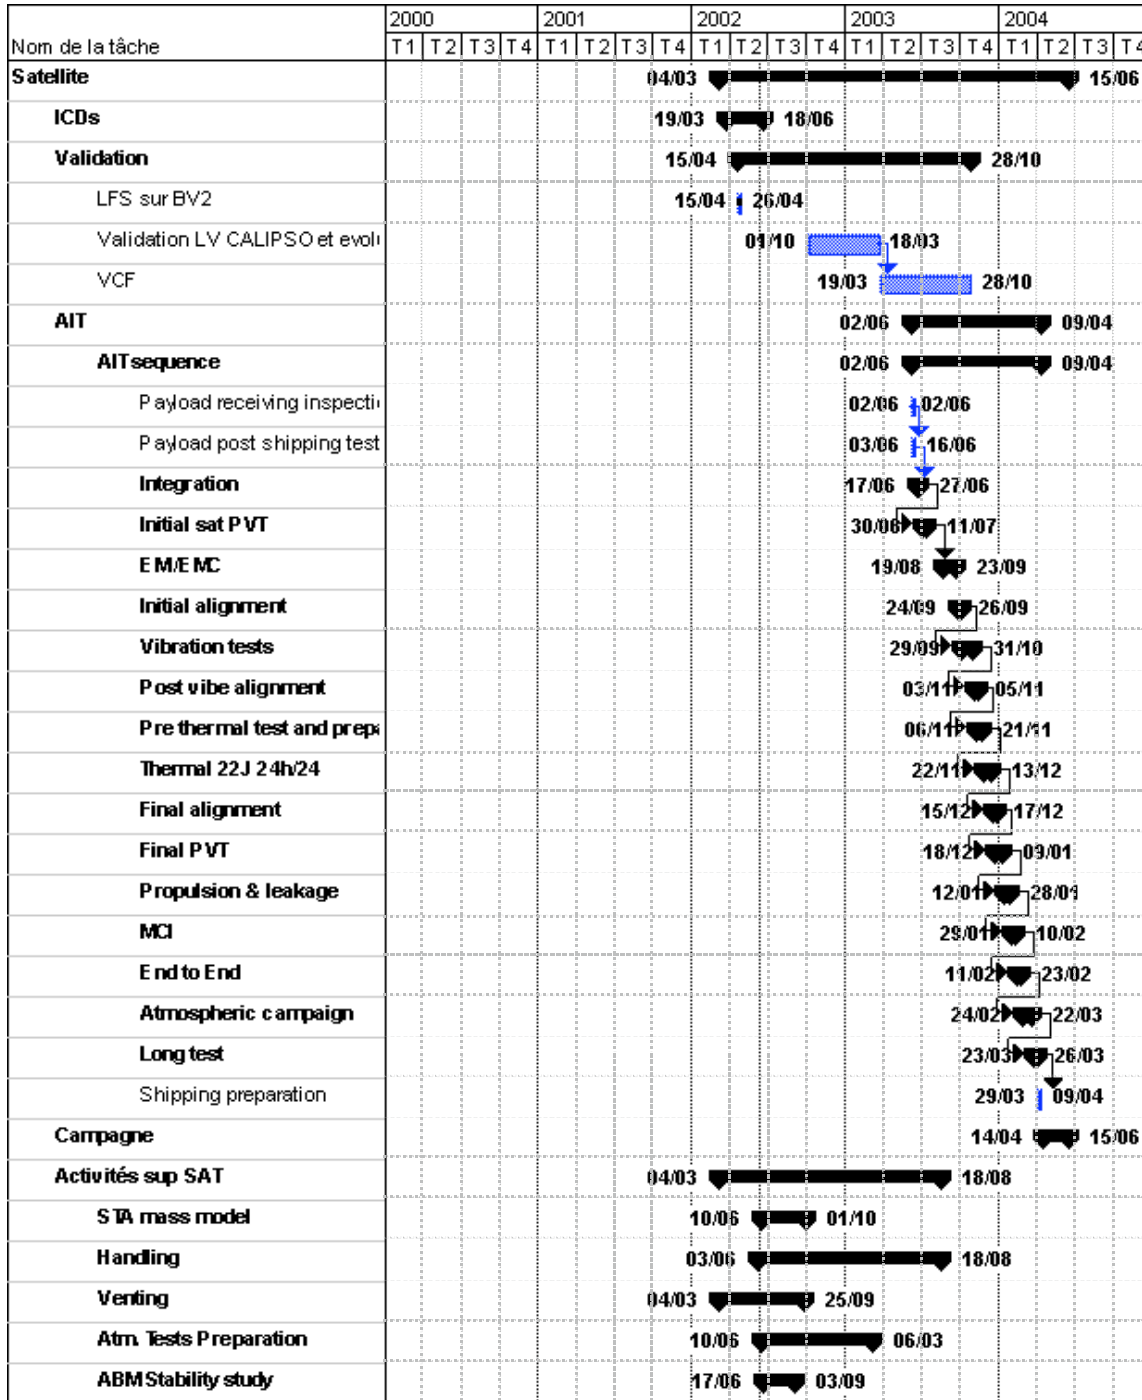 2000 2001 2002 2003 2004
Nom de la tâche T1 T2 T3 T4 T1 T2 T3 T4 T1 T2 T3 T4 T1 T2 T3 T4 T1 T2 T3 T4
Satellite 04/03 15/06
ICDs 19/03 18/06
Validation 15/04 28/10
LFS sur BV2 15/04 26/04
Validation LV CALIPSO et evolu 01/10 18/03
VCF 19/03 28/10
AIT 02/06 09/04
AIT sequence 02/06 09/04
Payload receiving inspectio 02/06 02/06
Payload post shipping test 03/06 16/06
Integration 17/06 27/06
Initial sat PVT 30/06 11/07
EM/EMC 19/08 23/09
Initial alignment 24/09 26/09
Vibration tests 29/09 31/10
Post vibe alignment 03/11 05/11
Pre thermal test and prepa 06/11 21/11
Thermal 22J 24h/24 22/11 13/12
Final alignment 15/12 17/12
Final PVT 18/12 09/01
Propulsion & leakage 12/01 28/01
MCI 29/01 10/02
End to End 11/02 23/02
Atmospheric campaign 24/02 22/03
Long test 23/03 26/03
Shipping preparation 29/03 09/04
Campagne 14/04 15/06
Activités sup SAT 04/03 18/08
STA mass model 10/06 01/10
Handling 03/06 18/08
Venting 04/03 25/09
Atm. Tests Preparation 10/06 06/03
ABM Stability study 17/06 03/09